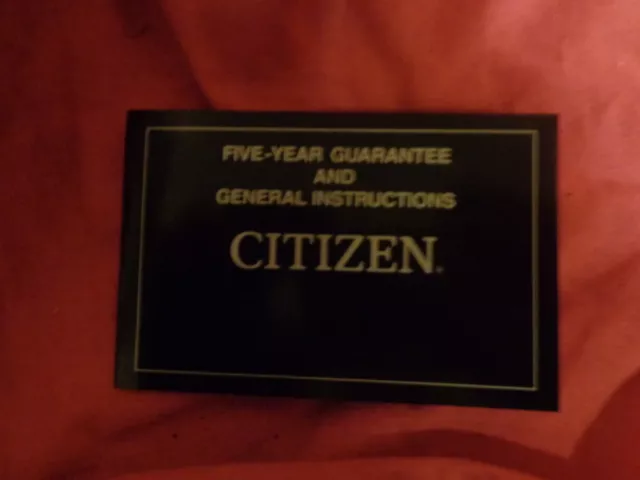 FIVE-YEAR GUARANTEE
AND
GENERAL INSTRUCTIONS
CITIZEN